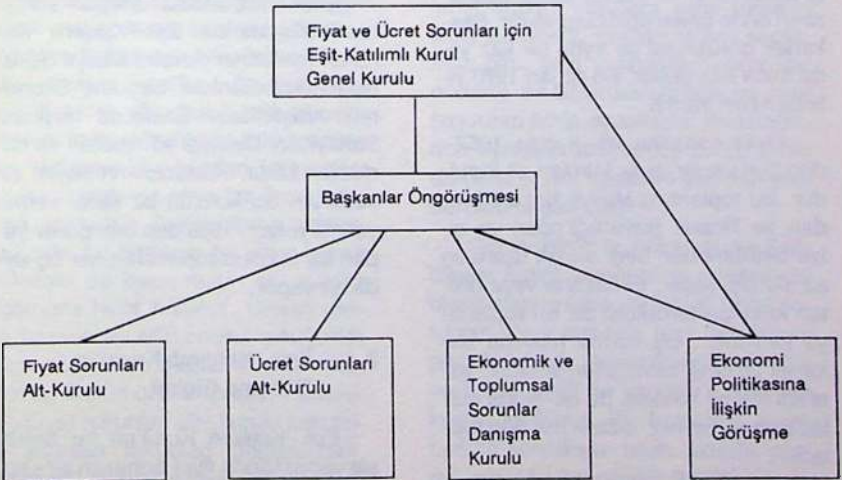 Fiyat ve Ücret Sorunları için
Eşit-Katılımlı Kurul
Genel Kurulu
Başkanlar Öngörüşmesi
Fiyat Sorunları
Alt-Kurulu
Ücret Sorunları
Alt-Kurulu
Ekonomik ve
Toplumsal
Sorunlar
Danışma
Kurulu
Ekonomi
Politikasına
İlişkin
Görüşme